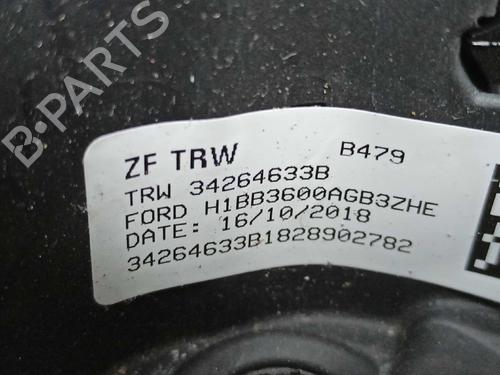 B-PARTS
ZF TRW B479
TRW 34264633B
FORD H1BB3600AGB3ZHE
DATE: 16/10/2018
34264633B1828902782